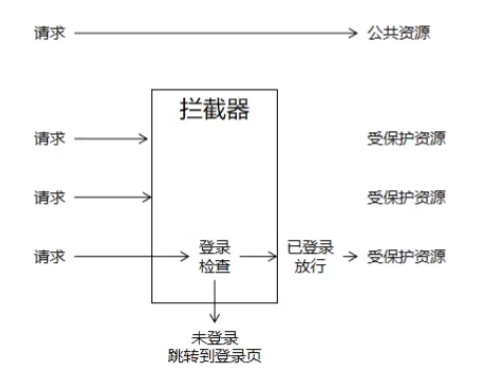 请求 公共资源
拦截器
请求 受保护资源
请求 受保护资源
请求 登录检查 已登录放行 受保护资源
未登录
跳转到登录页